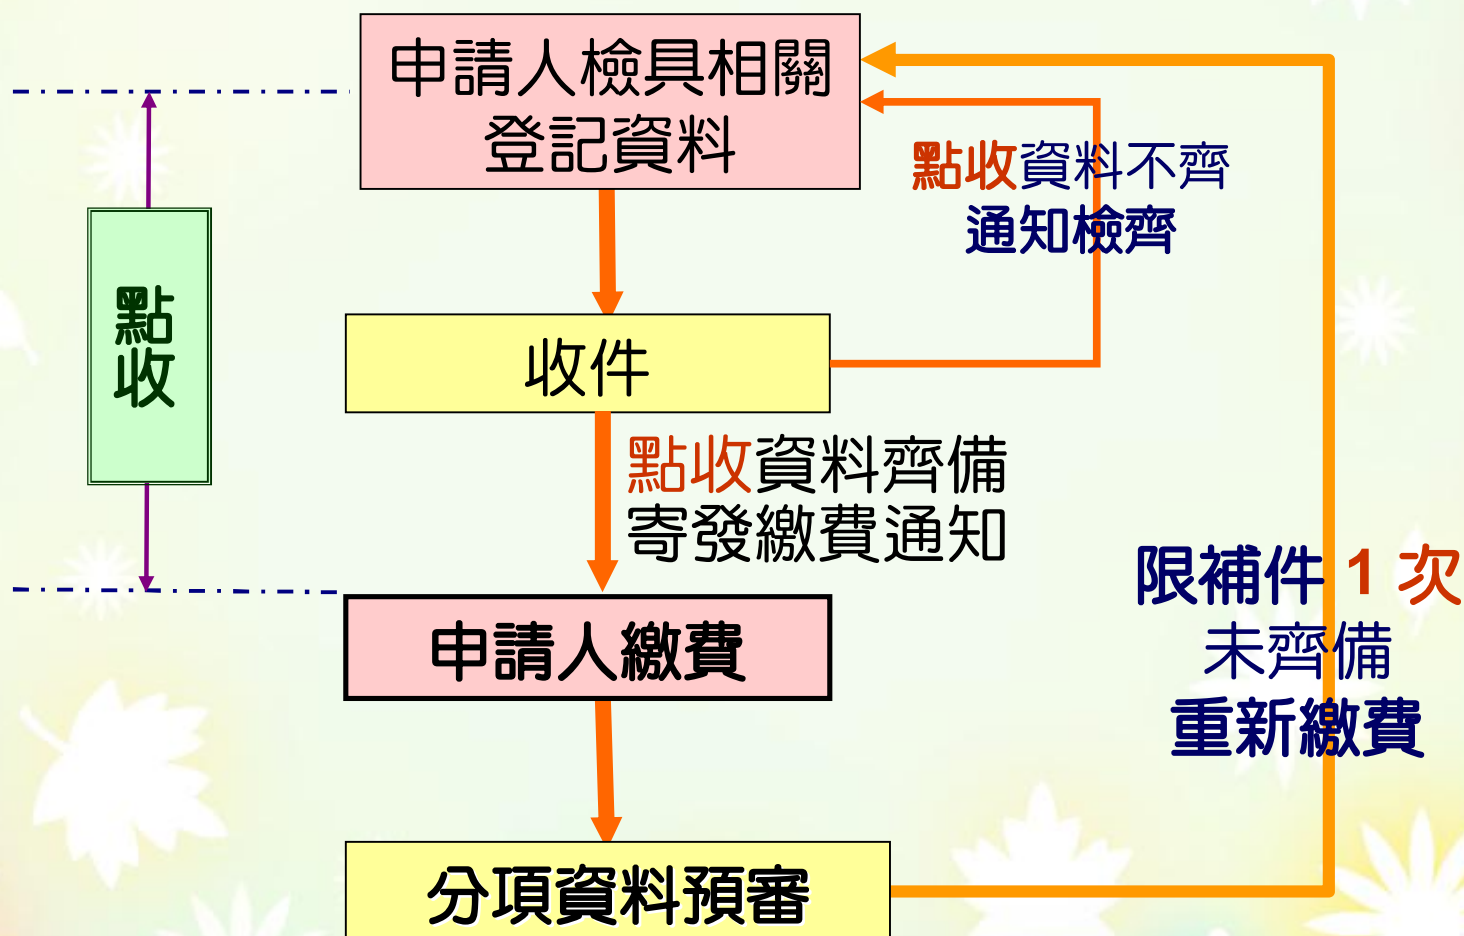 申請人檢具相關
登記資料
點收資料不齊
通知檢齊
點
收
收件
點收資料齊備
寄發繳費通知
限補件 1 次
未齊備
重新繳費
申請人繳費
分項資料預審